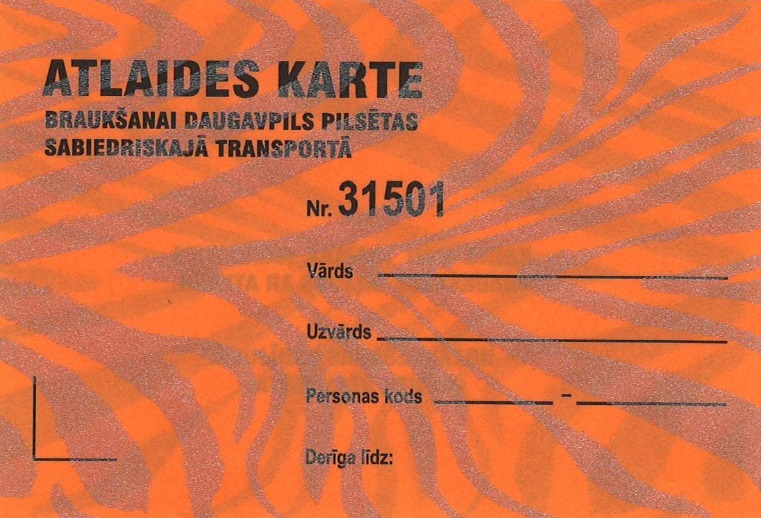 ATLAIDES KARTE
BRAUKŠANAI DAUGAVPILS PILSĒTAS
SABIEDRISKAJĀ TRANSPORTĀ
Nr. 31501
Vārds
Uzvārds
Personas kods -
Derīga līdz: